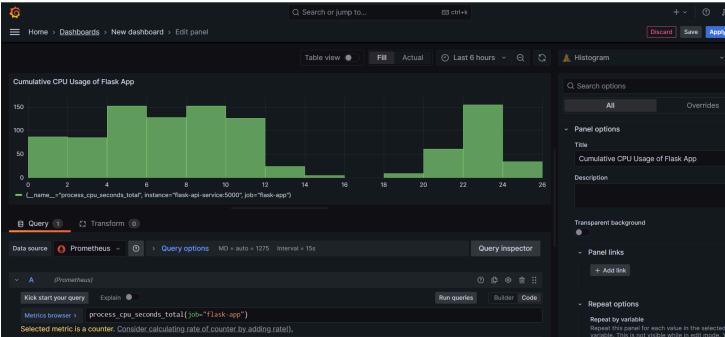 Search or jump to... ctrl+k
Home › Dashboards › New dashboard › Edit panel
Discard Save Apply
Table view Fill Actual Last 6 hours
Histogram
Cumulative CPU Usage of Flask App
150
100
50
0
0 2 4 6 8 10 12 14 16 18 20 22 24 26
{__name__="process_cpu_seconds_total", instance="flask-api-service:5000", job="flask-app"}
Query 1 Transform 0
Data source Prometheus Query options MD = auto = 1275 Interval = 15s Query inspector
A (Prometheus)
Kick start your query Explain Run queries Builder Code
Metrics browser > process_cpu_seconds_total{job="flask-app"}
Selected metric is a counter. Consider calculating rate of counter by adding rate().
Search options
All Overrides
Panel options
Title
Cumulative CPU Usage of Flask App
Description
Transparent background
Panel links
+ Add link
Repeat options
Repeat by variable
Repeat this panel for each value in the selected
variable. This is not visible while in edit mode.